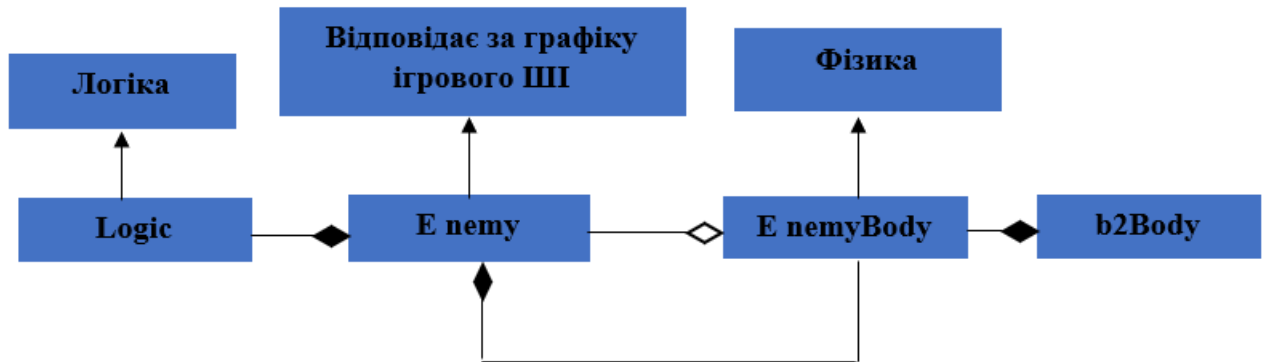 Логіка
Відповідає за графіку
ігрового ШІ
Фізика
Logic
E nemy
E nemyBody
b2Body